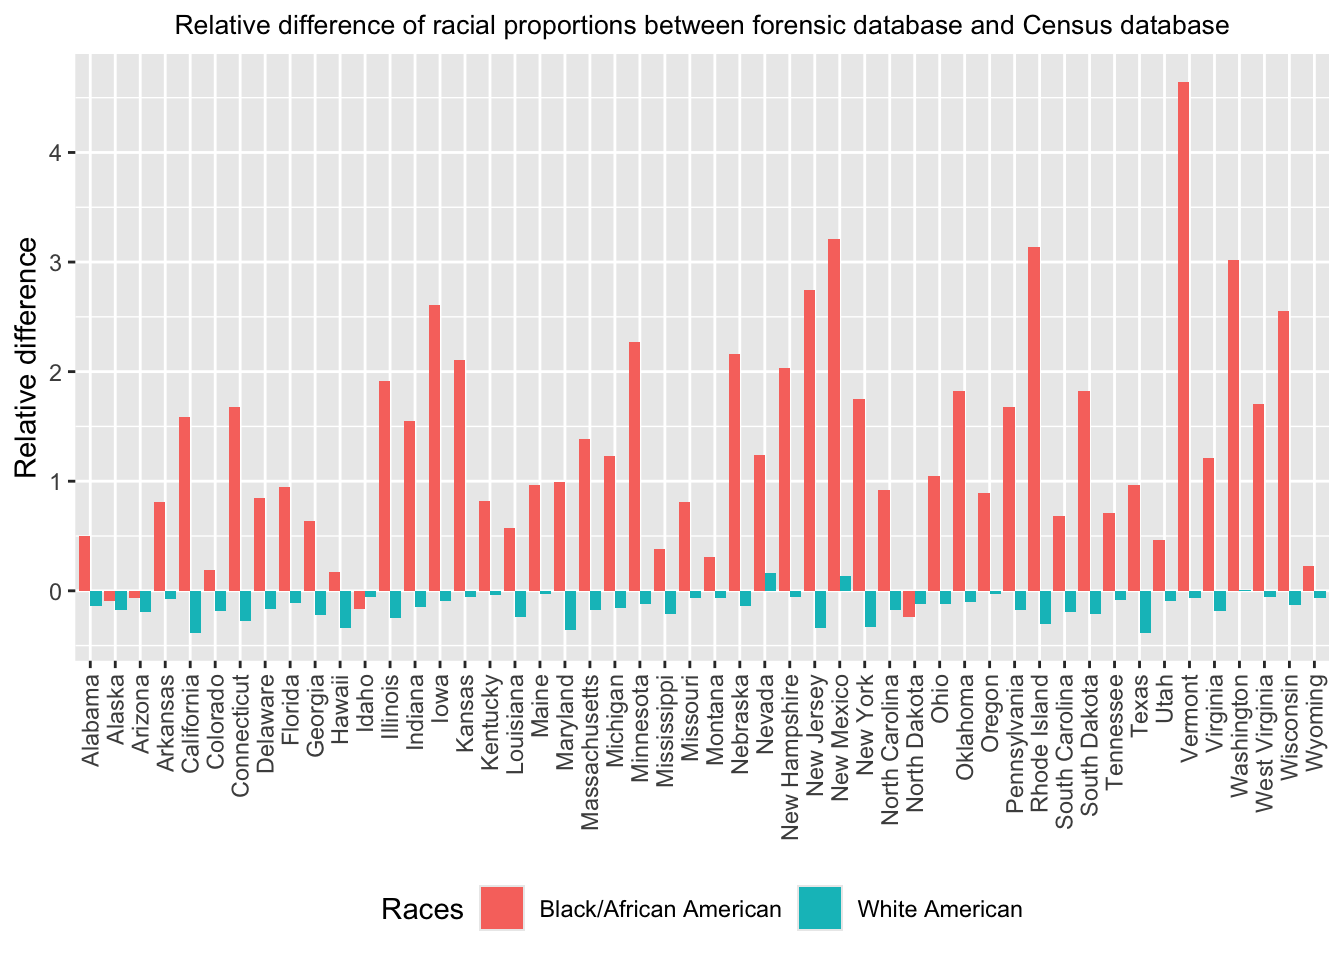 Relative difference of racial proportions between forensic database and Census database
Relative difference
4
3
2
1
0
Alabama
Alaska
Arizona
Arkansas
California
Colorado
Connecticut
Delaware
Florida
Georgia
Hawaii
Idaho
Illinois
Indiana
Iowa
Kansas
Kentucky
Louisiana
Maine
Maryland
Massachusetts
Michigan
Minnesota
Mississippi
Missouri
Montana
Nebraska
Nevada
New Hampshire
New Jersey
New Mexico
New York
North Carolina
North Dakota
Ohio
Oklahoma
Oregon
Pennsylvania
Rhode Island
South Carolina
South Dakota
Tennessee
Texas
Utah
Vermont
Virginia
Washington
West Virginia
Wisconsin
Wyoming
Races
Black/African American
White American